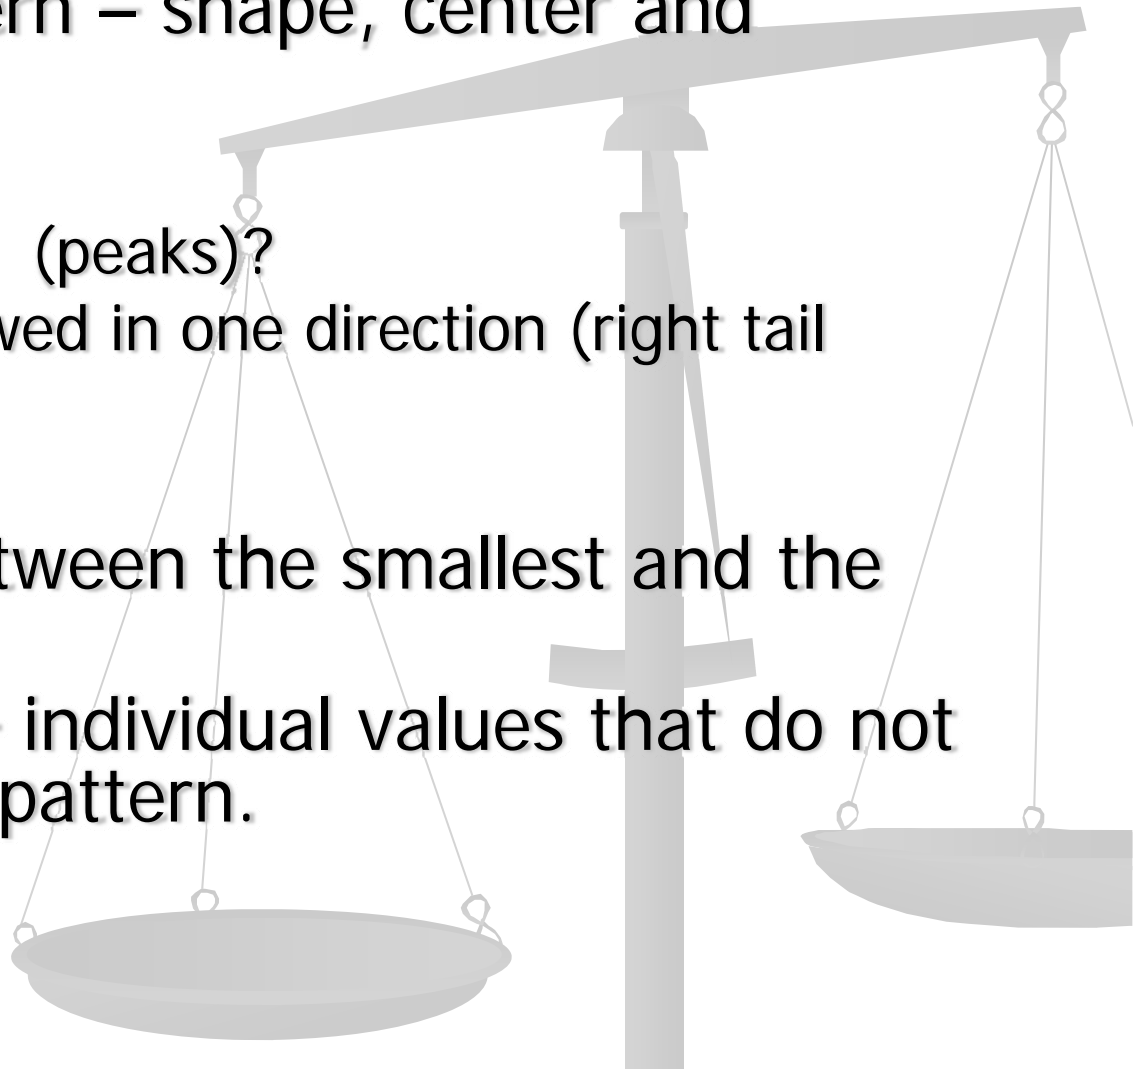 ern – shape, center and
(peaks)?
wed in one direction (right tail
tween the smallest and the
individual values that do not
pattern.